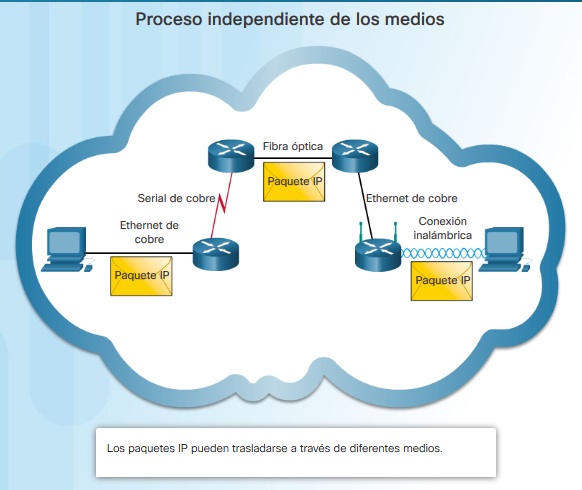 Proceso independiente de los medios
Fibra óptica
Paquete IP
Serial de cobre
Ethernet de cobre
Ethernet de
cobre
Conexión
inalámbrica
Paquete IP
Paquete IP
Los paquetes IP pueden trasladarse a través de diferentes medios.